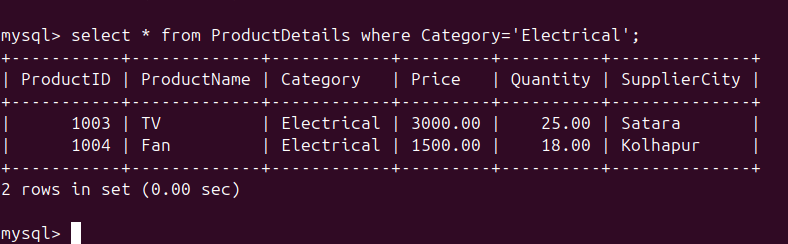 mysql> select * from ProductDetails where Category='Electrical';
+-----------+-------------+------------+---------+----------+--------------+
| ProductID | ProductName | Category   | Price   | Quantity | SupplierCity |
+-----------+-------------+------------+---------+----------+--------------+
|      1003 | TV          | Electrical | 3000.00 |    25.00 | Satara       |
|      1004 | Fan         | Electrical | 1500.00 |    18.00 | Kolhapur     |
+-----------+-------------+------------+---------+----------+--------------+
2 rows in set (0.00 sec)
mysql>